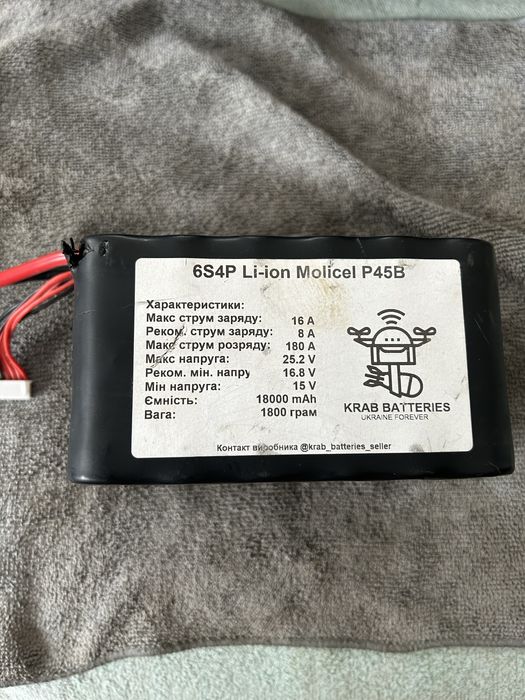 6S4P Li-ion Molicel P45B
Характеристики:
Макс струм заряду: 16 A
Реком. струм заряду: 8 A
Макс струм розряду: 180 A
Макс напруга: 25.2 V
Реком. мін. напру 16.8 V
Мін напруга: 15 V
Ємність: 18000 mAh
Вага: 1800 грам
KRAB BATTERIES
UKRAINE FOREVER
Контакт виробника @krab_batteries_seller